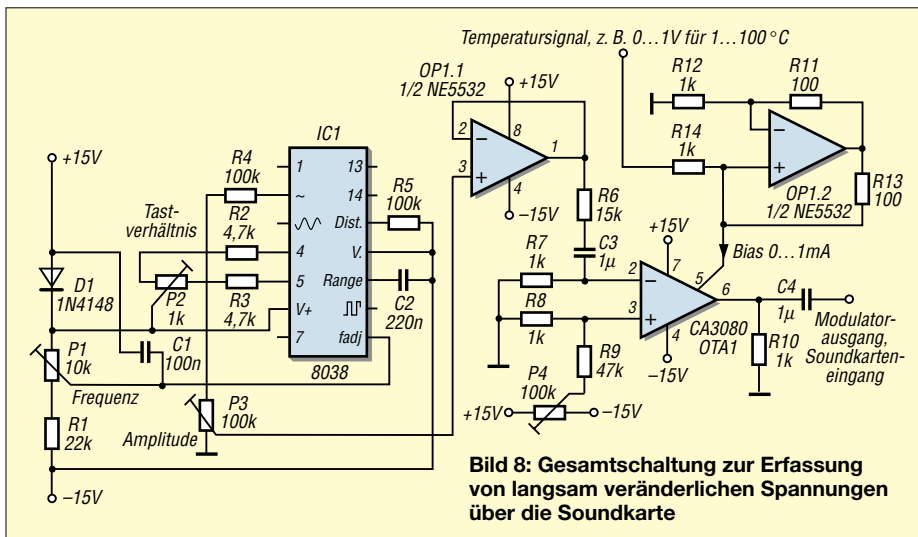 Temperatursignal, z. B. 0...1V für 1...100 °C
OP1.1
1/2 NE5532
+15V
R12
1k
R11
100
R14
1k
OP1.2
1/2 NE5532
R13
100
2
3
8
1
4
−15V
+15V
IC1
R4
100k
1
~
13
14
R5
100k
Dist.
Tast-
verhältnis
R2
4,7k
4
V.
P2
1k
R3
4,7k
5
Range
C2
220n
D1
1N4148
V+
7
fadj
8038
C1
100n
P1
10k
Frequenz
R1
22k
−15V
P3
100k
Amplitude
R6
15k
C3
1µ
R7
1k
R8
1k
R9
47k
P4
100k
+15V
−15V
+15V
Bias 0...1mA
2
3
7
5
6
4
−15V
CA3080
OTA1
C4
1µ
R10
1k
Modulator-
ausgang,
Soundkarten-
eingang
Bild 8: Gesamtschaltung zur Erfassung
von langsam veränderlichen Spannungen
über die Soundkarte